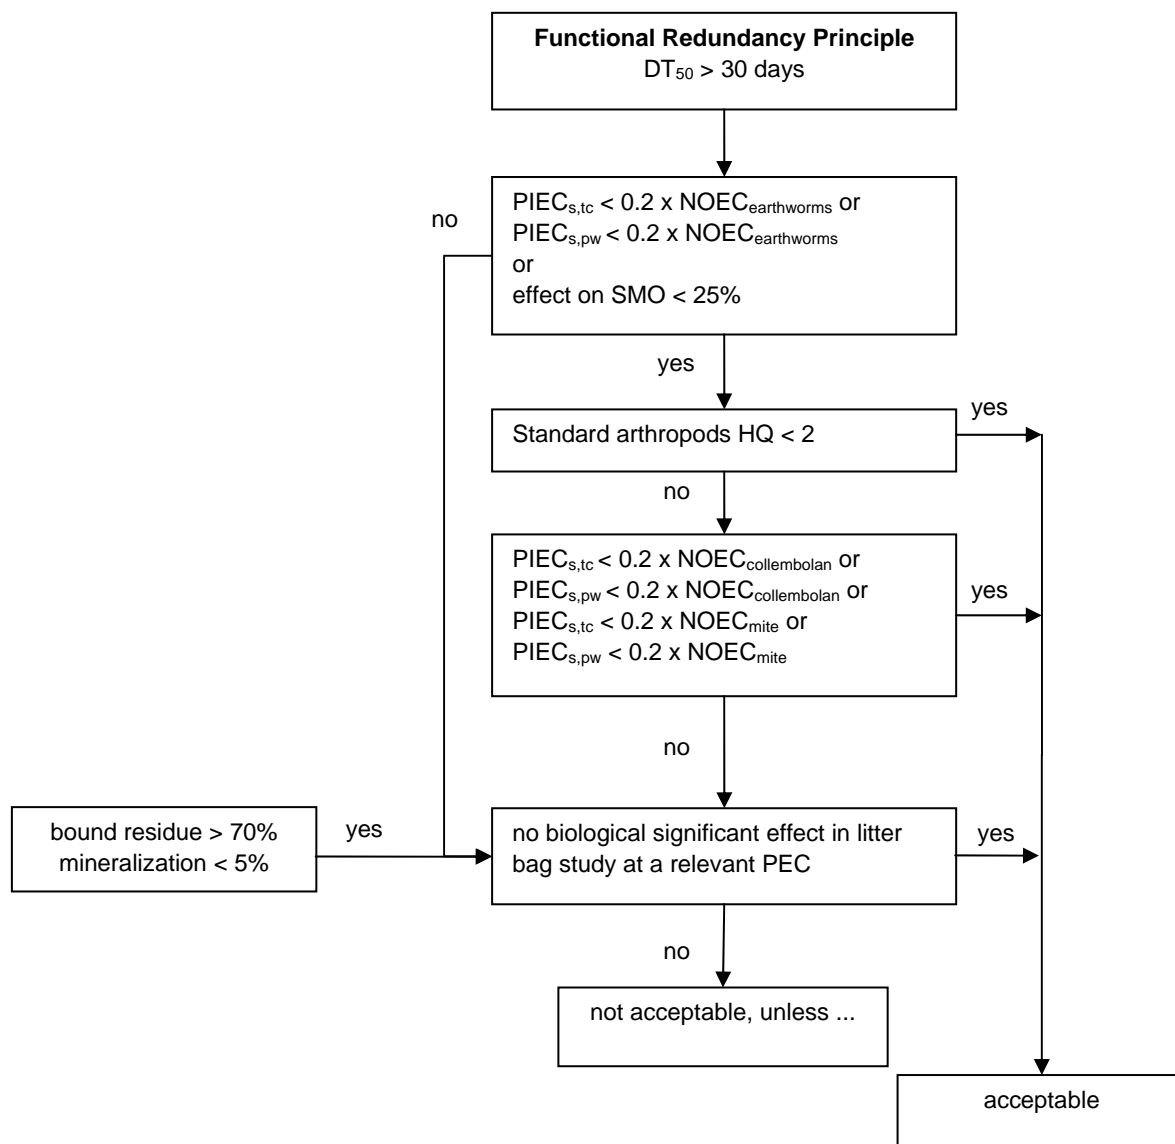 Functional Redundancy Principle
DT50 > 30 days
no
PIECs,tc < 0.2 x NOECearthworms or
PIECs,pw < 0.2 x NOECearthworms
or
effect on SMO < 25%
yes
Standard arthropods HQ < 2
yes
no
PIECs,tc < 0.2 x NOECcollembolan or
PIECs,pw < 0.2 x NOECcollembolan or
PIECs,tc < 0.2 x NOECmite or
PIECs,pw < 0.2 x NOECmite
yes
no
bound residue > 70%
mineralization < 5%
yes
no biological significant effect in litter
bag study at a relevant PEC
yes
no
not acceptable, unless ...
acceptable